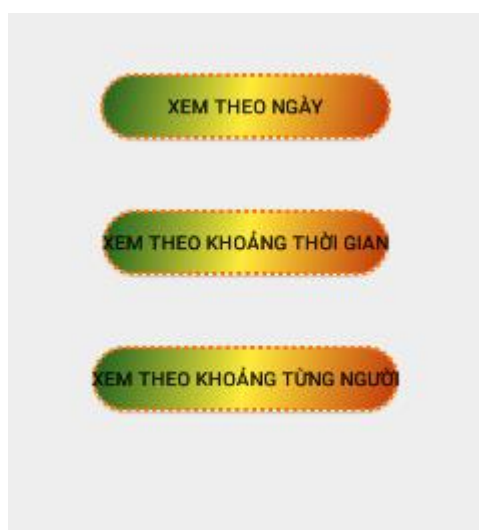 XEM THEO NGÀY
XEM THEO KHOẢNG THỜI GIAN
XEM THEO KHOẢNG TỪNG NGƯỜI